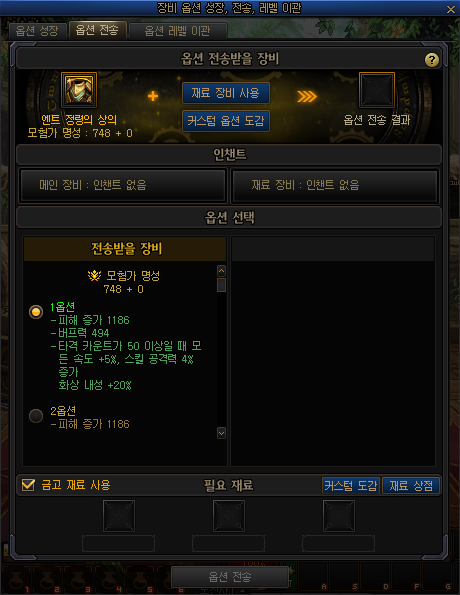 장비 옵션 성장, 전송, 레벨 이관
옵션 성장
옵션 전송
옵션 레벨 이관
옵션 전송받을 장비
?
재료 장비 사용
커스텀 옵션 도감
엔트 정령의 상의
모험가 명성 : 748 + 0
옵션 전송 결과
인챈트
메인 장비 : 인챈트 없음
재료 장비 : 인챈트 없음
옵션 선택
전송받을 장비
모험가 명성
748 + 0
1옵션
-피해 증가 1186
-버프력 494
-타격 카운트가 50 이상일 때 모
든 속도 +5%, 스킬 공격력 4%
증가
화상 내성 +20%
2옵션
-피해 증가 1186
금고 재료 사용
필요 재료
커스텀 도감
재료 상점
옵션 전송
1
2
3
4
5
6
A
S
D
F
G